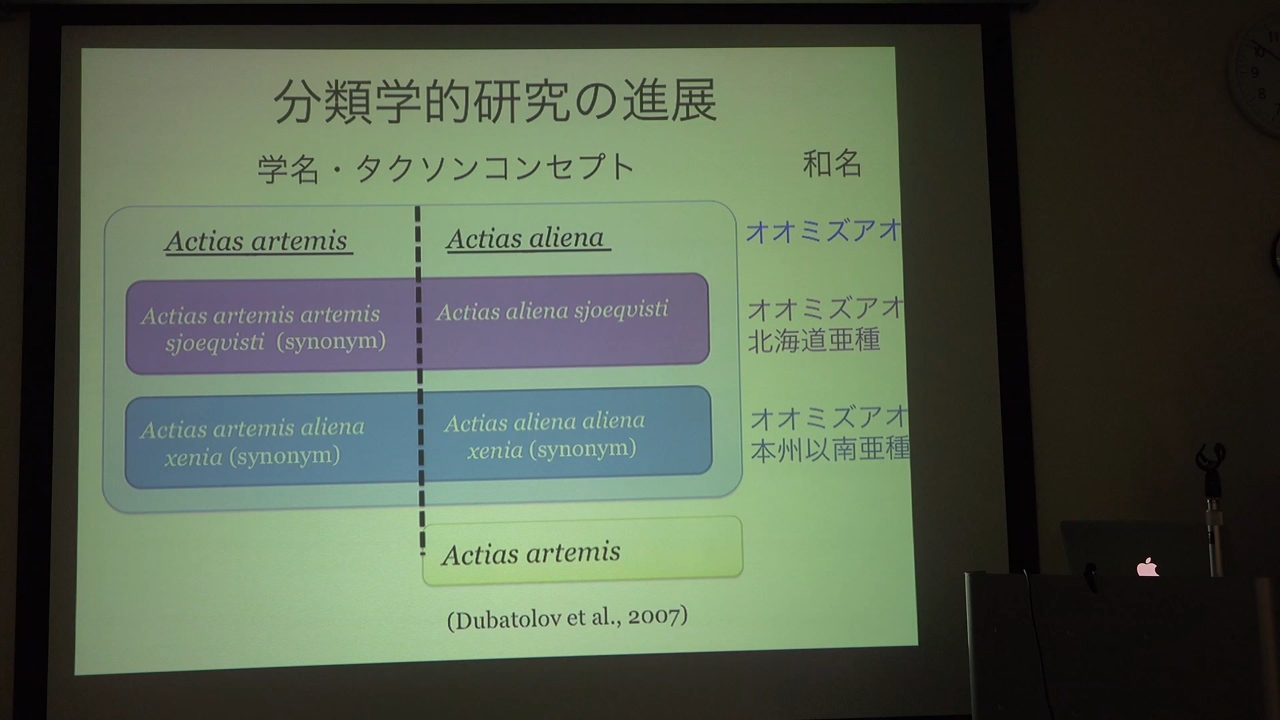 分類学的研究の進展
学名・タクソンコンセプト
和名
Actias artemis
Actias aliena
オオミズアオ
Actias artemis artemis
sjoeqvisti (synonym)
Actias aliena sjoeqvisti
オオミズアオ
北海道亜種
Actias artemis aliena
xenia (synonym)
Actias aliena aliena
xenia (synonym)
オオミズアオ
本州以南亜種
Actias artemis
(Dubatolov et al., 2007)
9
8